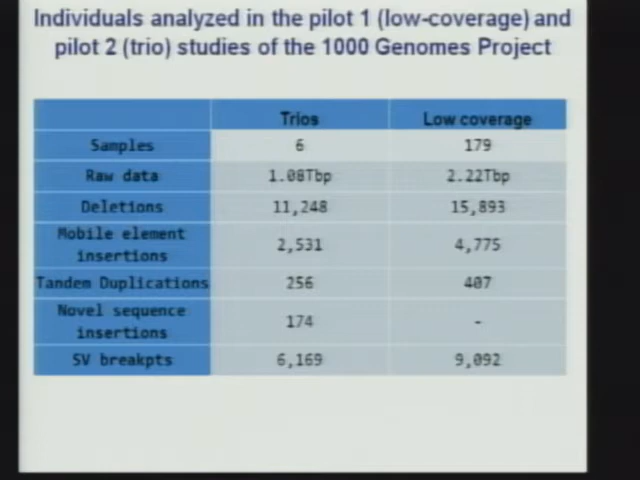 Individuals analyzed in the pilot 1 (low-coverage) and
pilot 2 (trio) studies of the 1000 Genomes Project
Trios Low coverage
Samples 6 179
Raw data 1.08Tbp 2.22Tbp
Deletions 11,248 15,893
Mobile element
insertions 2,531 4,775
Tandem Duplications 256 407
Novel sequence
insertions 174 -
SV breakpts 6,169 9,092